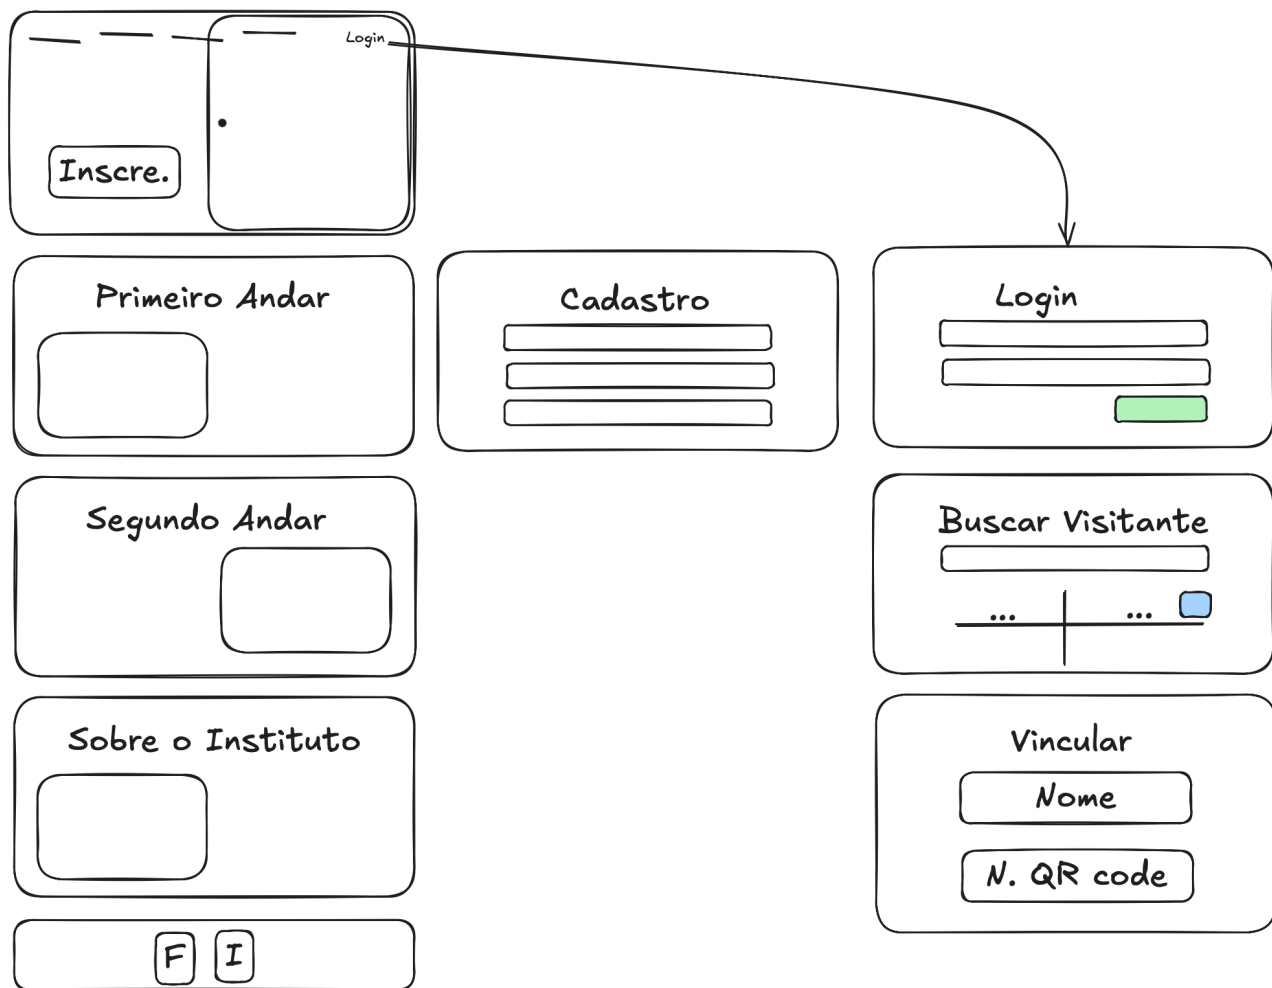 Login
Inscre.
Primeiro Andar
Cadastro
Login
Segundo Andar
Buscar Visitante
...
...
Sobre o Instituto
Vincular
Nome
N. QR code
F
I